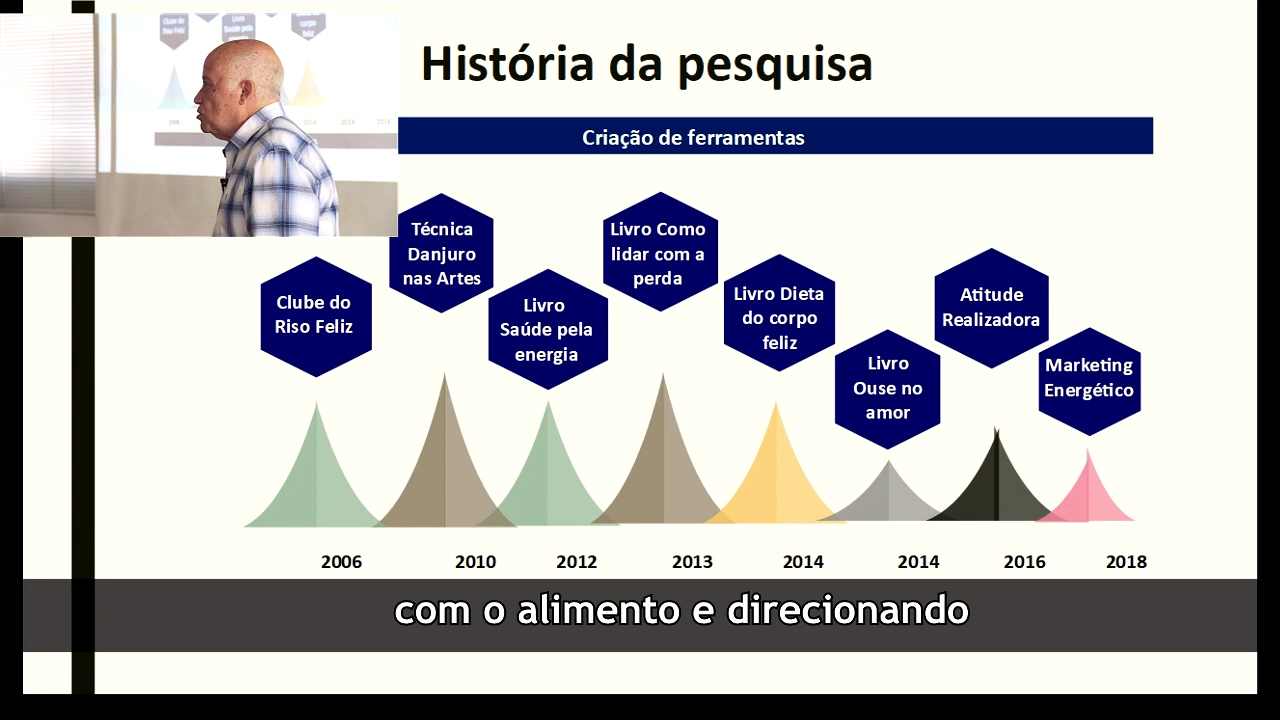 História da pesquisa
Criação de ferramentas
Clube do
Riso Feliz
Técnica
Danjuro
nas Artes
Livro
Saúde pela
energia
Livro Como
lidar com a
perda
Livro Dieta
do corpo
feliz
Livro
Ouse no
amor
Atitude
Realizadora
Marketing
Energético
2006
2010
2012
2013
2014
2014
2016
2018
com o alimento e direcionando